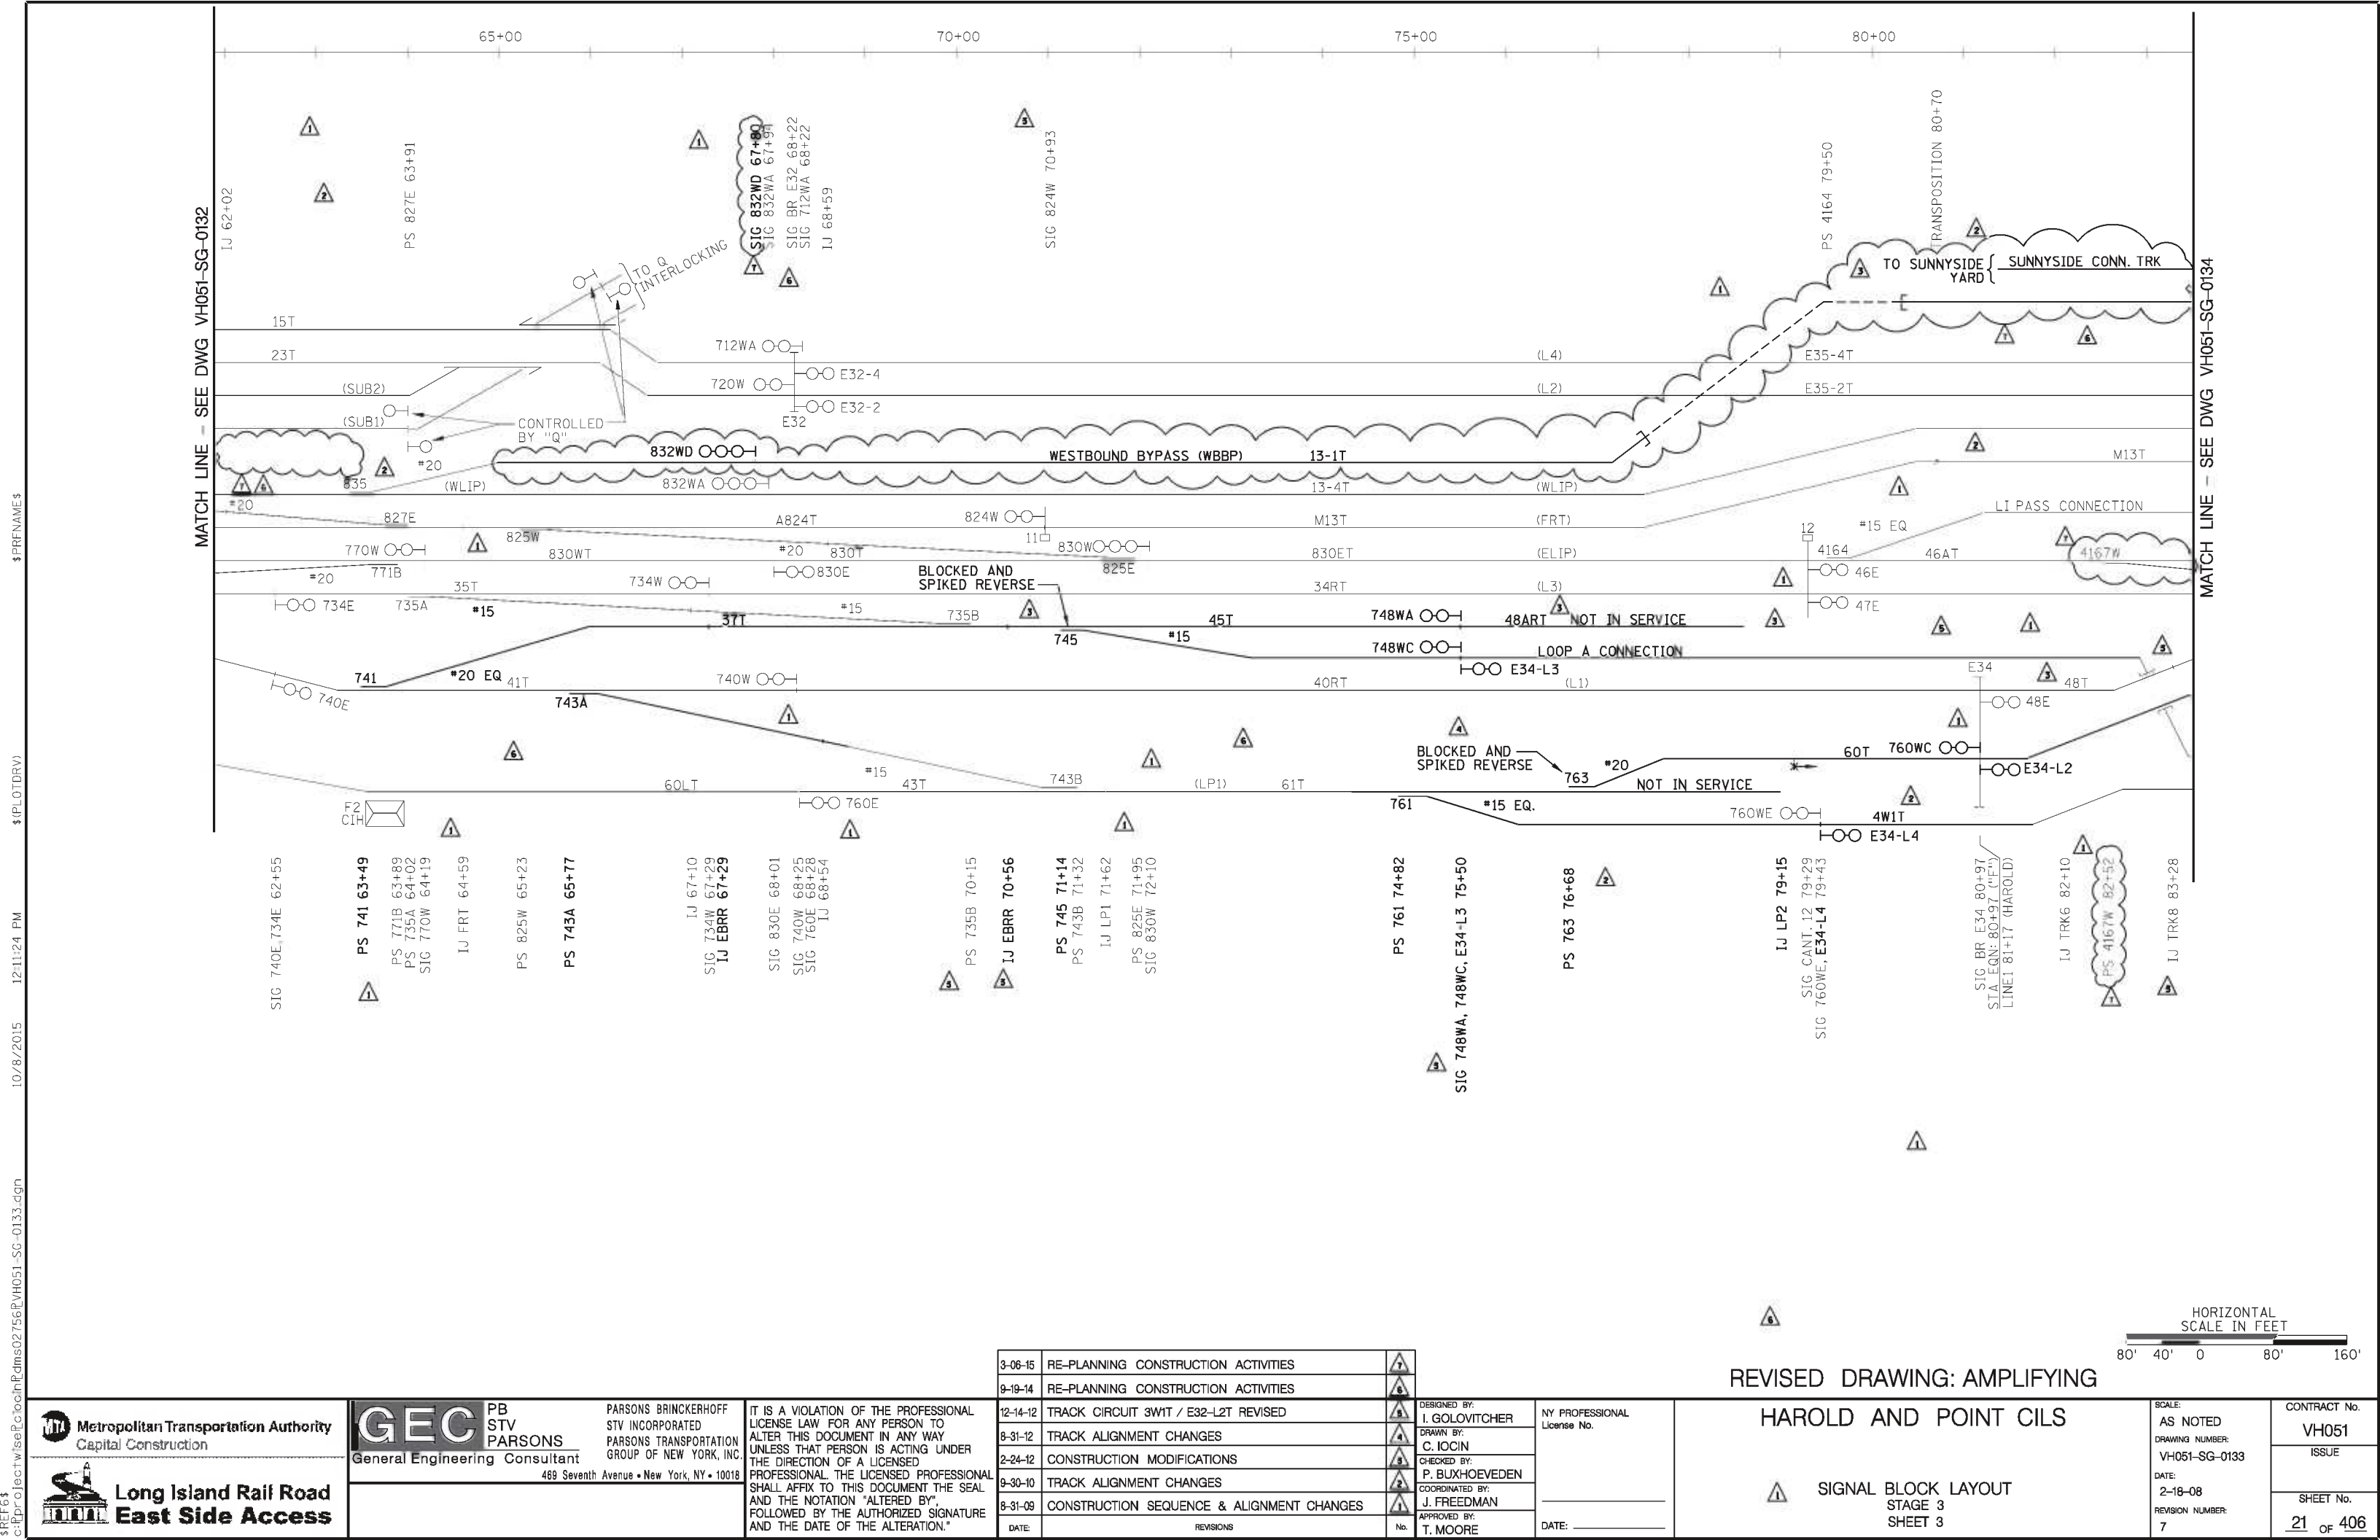 65+00
70+00
75+00
80+00
MATCH LINE - SEE DWG VH051-SG-0132
IJ 62+02
PS 827E 63+91
SIG 832WD 67+80
SIG 832WA 67+94
SIG BR E32 68+22
SIG 712WA 68+22
IJ 68+59
SIG 824W 70+93
PS 4164 79+50
TRANSPOSITION 80+70
MATCH LINE - SEE DWG VH051-SG-0134
TO Q
INTERLOCKING
TO SUNNYSIDE
YARD
SUNNYSIDE CONN. TRK
15T
23T
712WA
(L4)
E35-4T
E32-4
(SUB2)
720W
(L2)
E35-2T
E32-2
E32
(SUB1)
CONTROLLED
BY "Q"
832WD
WESTBOUND BYPASS (WBBP)
13-1T
M13T
#20
835
(WLIP)
832WA
13-4T
(WLIP)
#20
827E
A824T
824W
M13T
(FRT)
LI PASS CONNECTION
825W
11
12
#15 EQ
770W
830WT
#20
830T
830W
830ET
(ELIP)
4164
46AT
4167W
#20
771B
830E
825E
46E
BLOCKED AND
SPIKED REVERSE
35T
734W
34RT
(L3)
734E
735A
#15
#15
735B
47E
37T
745
45T
748WA
48ART
NOT IN SERVICE
#15
748WC
LOOP A CONNECTION
E34-L3
E34
741
#20 EQ
41T
740W
40RT
(L1)
48T
740E
743A
48E
BLOCKED AND
SPIKED REVERSE
763
#20
60T
760WC
E34-L2
#15
743B
60LT
43T
(LP1)
61T
NOT IN SERVICE
F2
CIH
760E
761
#15 EQ.
760WE
4W1T
E34-L4
SIG 740E,734E 62+55
PS 741 63+49
PS 771B 63+89
PS 735A 64+02
SIG 770W 64+19
IJ FRT 64+59
PS 825W 65+23
PS 743A 65+77
IJ 67+10
SIG 734W 67+29
IJ EBRR 67+29
SIG 830E 68+01
SIG 740W 68+25
SIG 760E 68+28
IJ 68+54
PS 735B 70+15
IJ EBRR 70+56
PS 745 71+14
PS 743B 71+32
IJ LP1 71+62
PS 825E 71+95
SIG 830W 72+10
PS 761 74+82
SIG 748WA, 748WC, E34-L3 75+50
PS 763 76+68
IJ LP2 79+15
SIG CANT.12 79+29
SIG 760WE, E34-L4 79+43
SIG BR E34 80+97
STA EQN: 80+97 ("F")
LINE1 81+17 (HAROLD)
IJ TRK6 82+10
PS 4167W 82+52
IJ TRK8 83+28
$PRFNAME$
$(PLOTDRV)
12:11:24 PM
10/8/2015
$REF6$
HORIZONTAL
SCALE IN FEET
80' 40' 0 80' 160'
REVISED DRAWING: AMPLIFYING
3-06-15 RE-PLANNING CONSTRUCTION ACTIVITIES 7
9-19-14 RE-PLANNING CONSTRUCTION ACTIVITIES 6
12-14-12 TRACK CIRCUIT 3W1T / E32-L2T REVISED 5
8-31-12 TRACK ALIGNMENT CHANGES 4
2-24-12 CONSTRUCTION MODIFICATIONS 3
9-30-10 TRACK ALIGNMENT CHANGES 2
8-31-09 CONSTRUCTION SEQUENCE & ALIGNMENT CHANGES 1
DATE: REVISIONS No.
MTA Metropolitan Transportation Authority
Capital Construction
Long Island Rail Road
East Side Access
GEC
PB
STV
PARSONS
General Engineering Consultant
PARSONS BRINCKERHOFF
STV INCORPORATED
PARSONS TRANSPORTATION
GROUP OF NEW YORK, INC.
469 Seventh Avenue • New York, NY • 10018
IT IS A VIOLATION OF THE PROFESSIONAL
LICENSE LAW FOR ANY PERSON TO
ALTER THIS DOCUMENT IN ANY WAY
UNLESS THAT PERSON IS ACTING UNDER
THE DIRECTION OF A LICENSED
PROFESSIONAL. THE LICENSED PROFESSIONAL
SHALL AFFIX TO THIS DOCUMENT THE SEAL
AND THE NOTATION "ALTERED BY",
FOLLOWED BY THE AUTHORIZED SIGNATURE
AND THE DATE OF THE ALTERATION."
DESIGNED BY:
I. GOLOVITCHER
DRAWN BY:
C. IOCIN
CHECKED BY:
P. BUXHOEVEDEN
COORDINATED BY:
J. FREEDMAN
APPROVED BY:
T. MOORE
NY PROFESSIONAL
License No.
DATE:
HAROLD AND POINT CILS
1 SIGNAL BLOCK LAYOUT
STAGE 3
SHEET 3
SCALE:
AS NOTED
DRAWING NUMBER:
VH051-SG-0133
DATE:
2-18-08
REVISION NUMBER:
7
CONTRACT No.
VH051
ISSUE
SHEET No.
21 OF 406